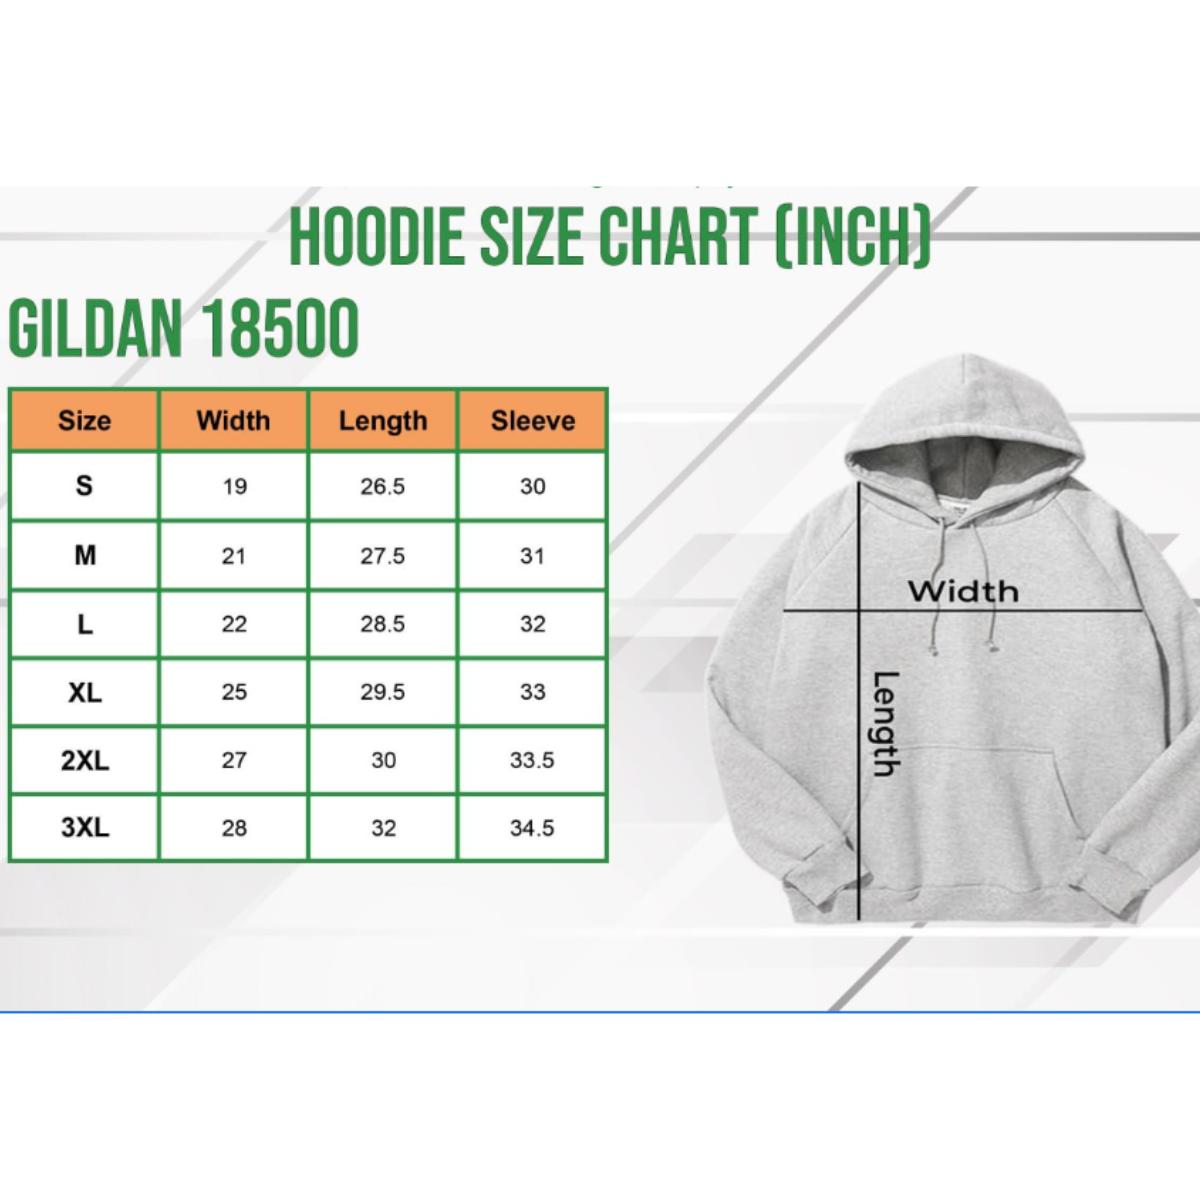 HOODIE SIZE CHART (INCH)
GILDAN 18500
Size Width Length Sleeve
S 19 26.5 30
M 21 27.5 31
L 22 28.5 32
XL 25 29.5 33
2XL 27 30 33.5
3XL 28 32 34.5
Width
Length